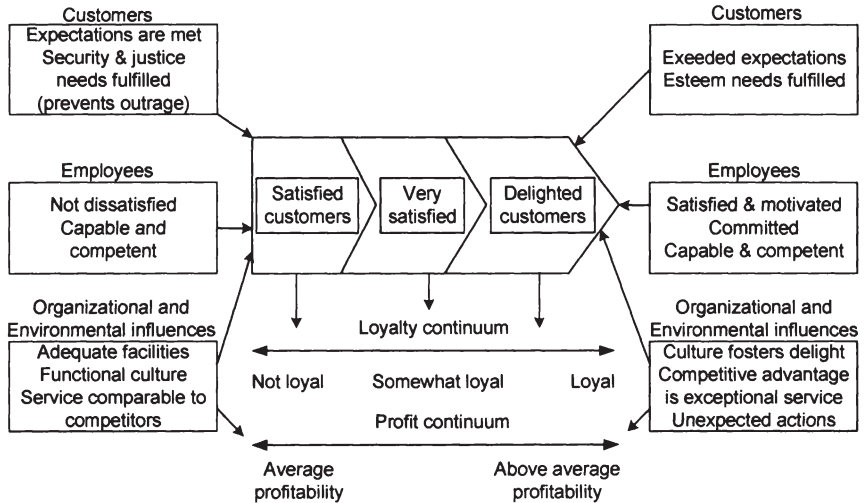 Customers
Expectations are met
Security & justice
needs fulfilled
(prevents outrage)
Customers
Exeeded expectations
Esteem needs fulfilled
Employees
Not dissatisfied
Capable and
competent
Satisfied
customers
Very
satisfied
Delighted
customers
Employees
Satisfied & motivated
Committed
Capable & competent
Organizational and
Environmental influences
Adequate facilities
Functional culture
Service comparable to
competitors
Organizational and
Environmental influences
Culture fosters delight
Competitive advantage
is exceptional service
Unexpected actions
Loyalty continuum
Not loyal
Somewhat loyal
Loyal
Profit continuum
Average
profitability
Above average
profitability